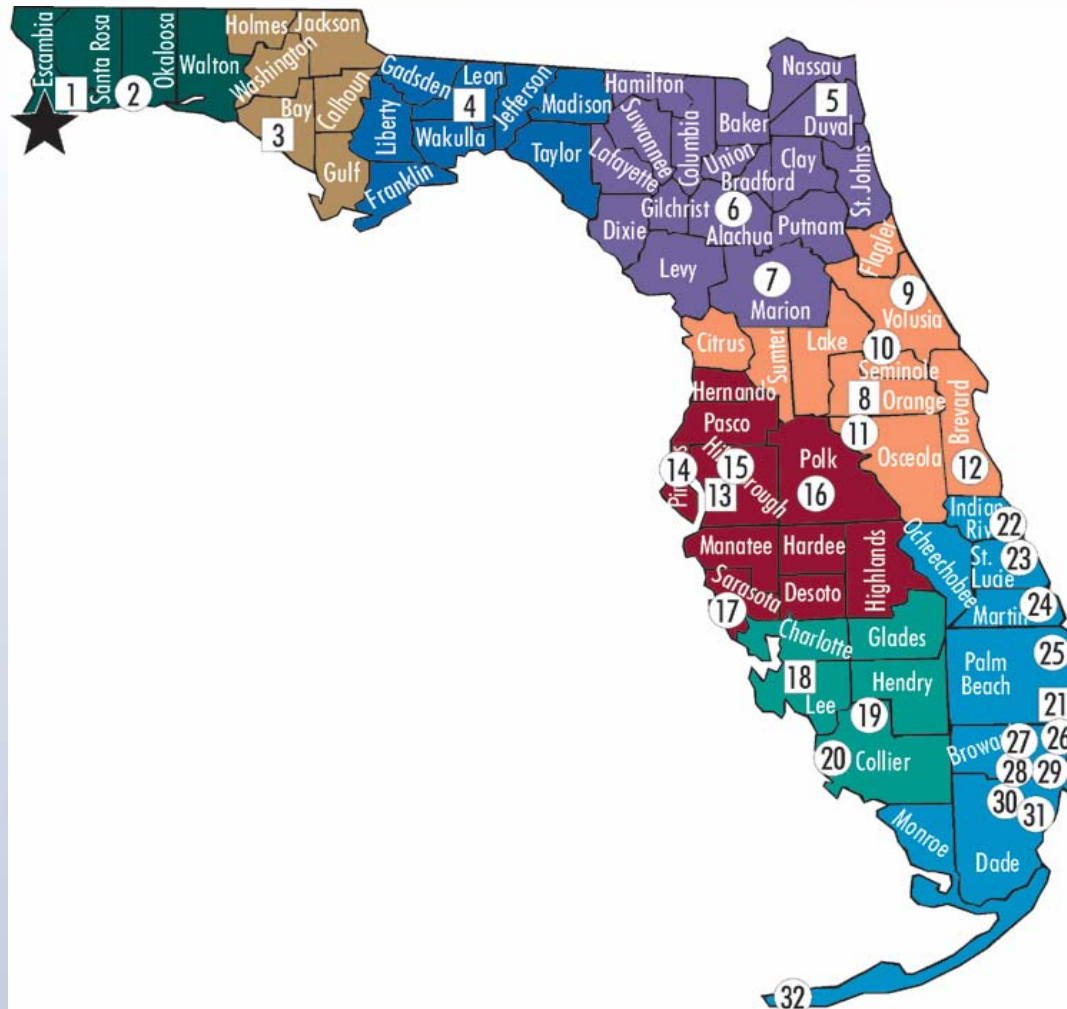 Escambia
Santa Rosa
Okaloosa
Walton
Holmes
Jackson
Washington
Bay
Calhoun
Gulf
1
2
3
Gadsden
Leon
4
Jefferson
Madison
Liberty
Wakulla
Franklin
Taylor
Hamilton
Suwannee
Columbia
Lafayette
Baker
Nassau
5
Duval
Union
Bradford
Clay
St. Johns
Gilchrist
6
Alachua
Putnam
Dixie
Levy
7
Marion
Flagler
9
Volusia
Citrus
Sumter
Lake
10
Seminole
8
Orange
Brevard
11
Osceola
12
Hernando
Pasco
14
15
13
Polk
16
Manatee
Hardee
Highlands
Sarasota
Desoto
17
Indian
22
Ocheechobee
St.
Lucie
23
Martin
24
Charlotte
Glades
18
Lee
Hendry
19
20
Collier
Palm
Beach
25
21
27
26
28
29
30
31
Monroe
Dade
32